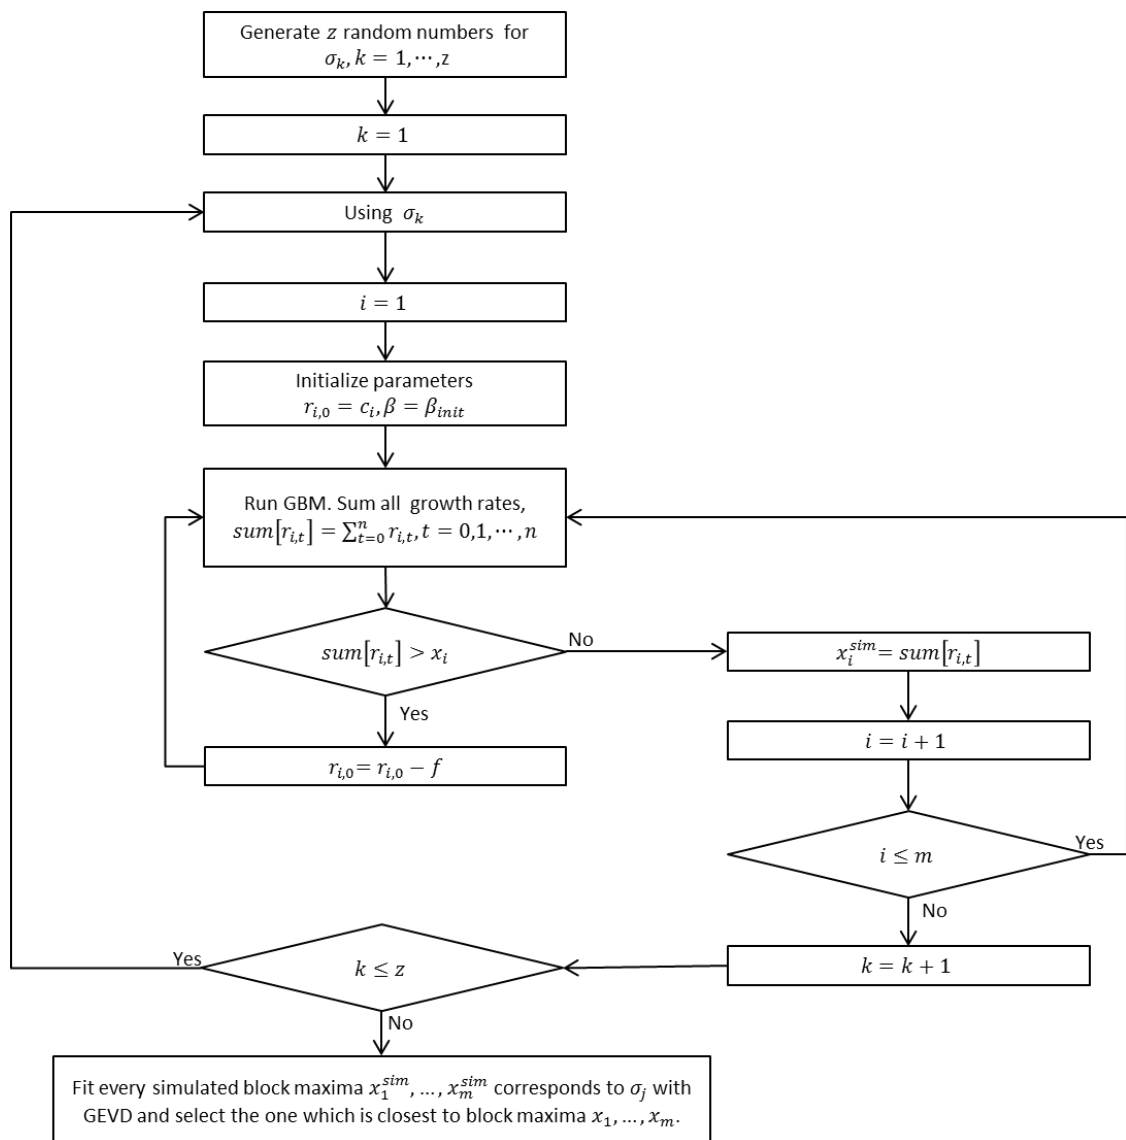 Generate z random numbers for
σₖ, k = 1,⋯,z
k = 1
Using σₖ
i = 1
Initialize parameters
r_{i,0} = c_i, β = β_{init}
Run GBM. Sum all growth rates,
sum[r_{i,t}] = ∑_{t=0}^{n} r_{i,t}, t = 0,1,⋯,n
sum[r_{i,t}] > x_i
No
x_i^{sim} = sum[r_{i,t}]
Yes
i = i + 1
r_{i,0} = r_{i,0} − f
i ≤ m
Yes
No
k = k + 1
k ≤ z
Yes
No
Fit every simulated block maxima x_1^{sim}, …, x_m^{sim} corresponds to σ_j with
GEVD and select the one which is closest to block maxima x_1, …, x_m.